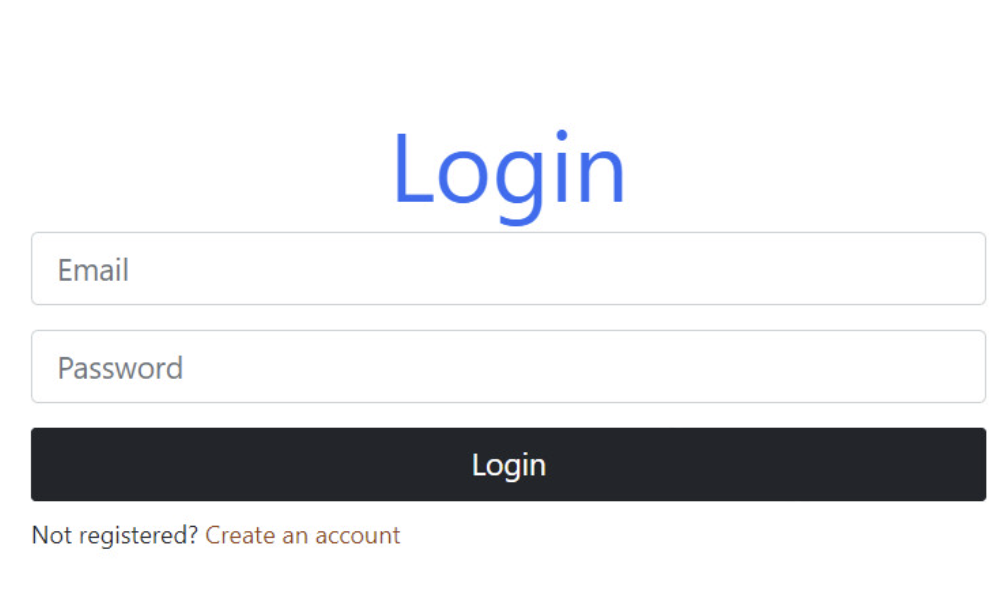 Login
Email
Password
Login
Not registered? Create an account